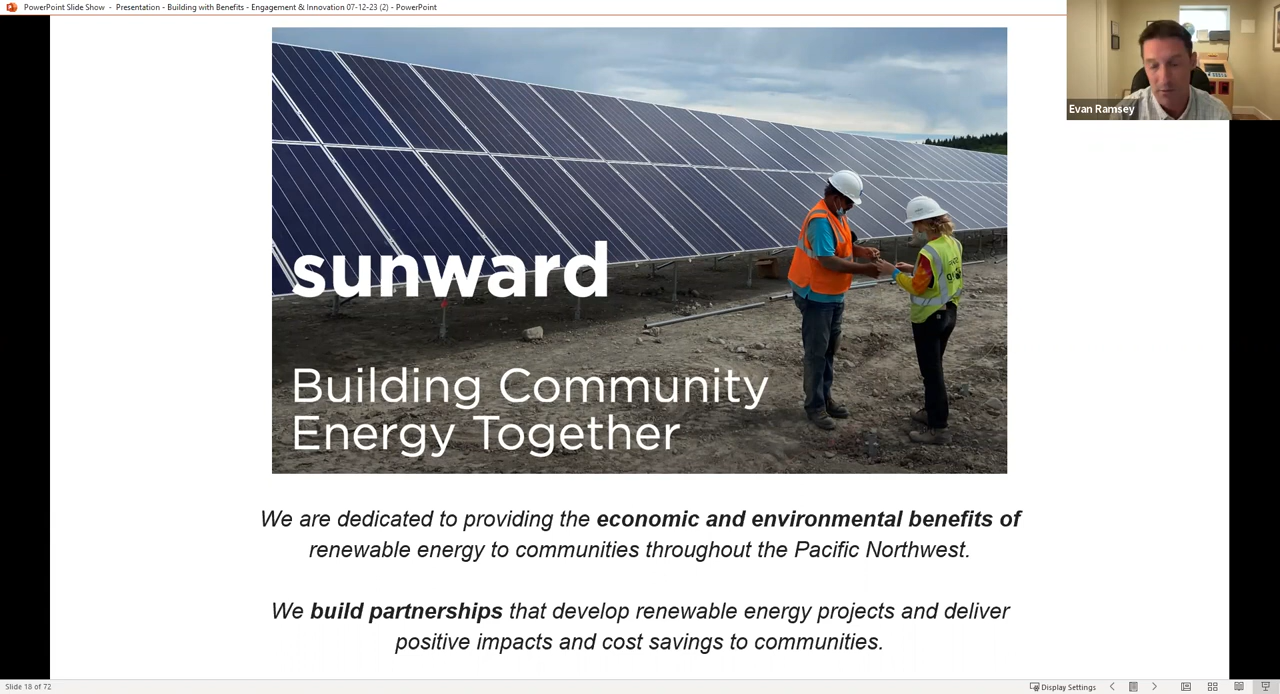 PowerPoint Slide Show - Presentation - Building with Benefits - Engagement & Innovation 07-12-23 (2) - PowerPoint
Evan Ramsey
sunward
Building Community
Energy Together
We are dedicated to providing the economic and environmental benefits of
renewable energy to communities throughout the Pacific Northwest.
We build partnerships that develop renewable energy projects and deliver
positive impacts and cost savings to communities.
Slide 18 of 72
Display Settings